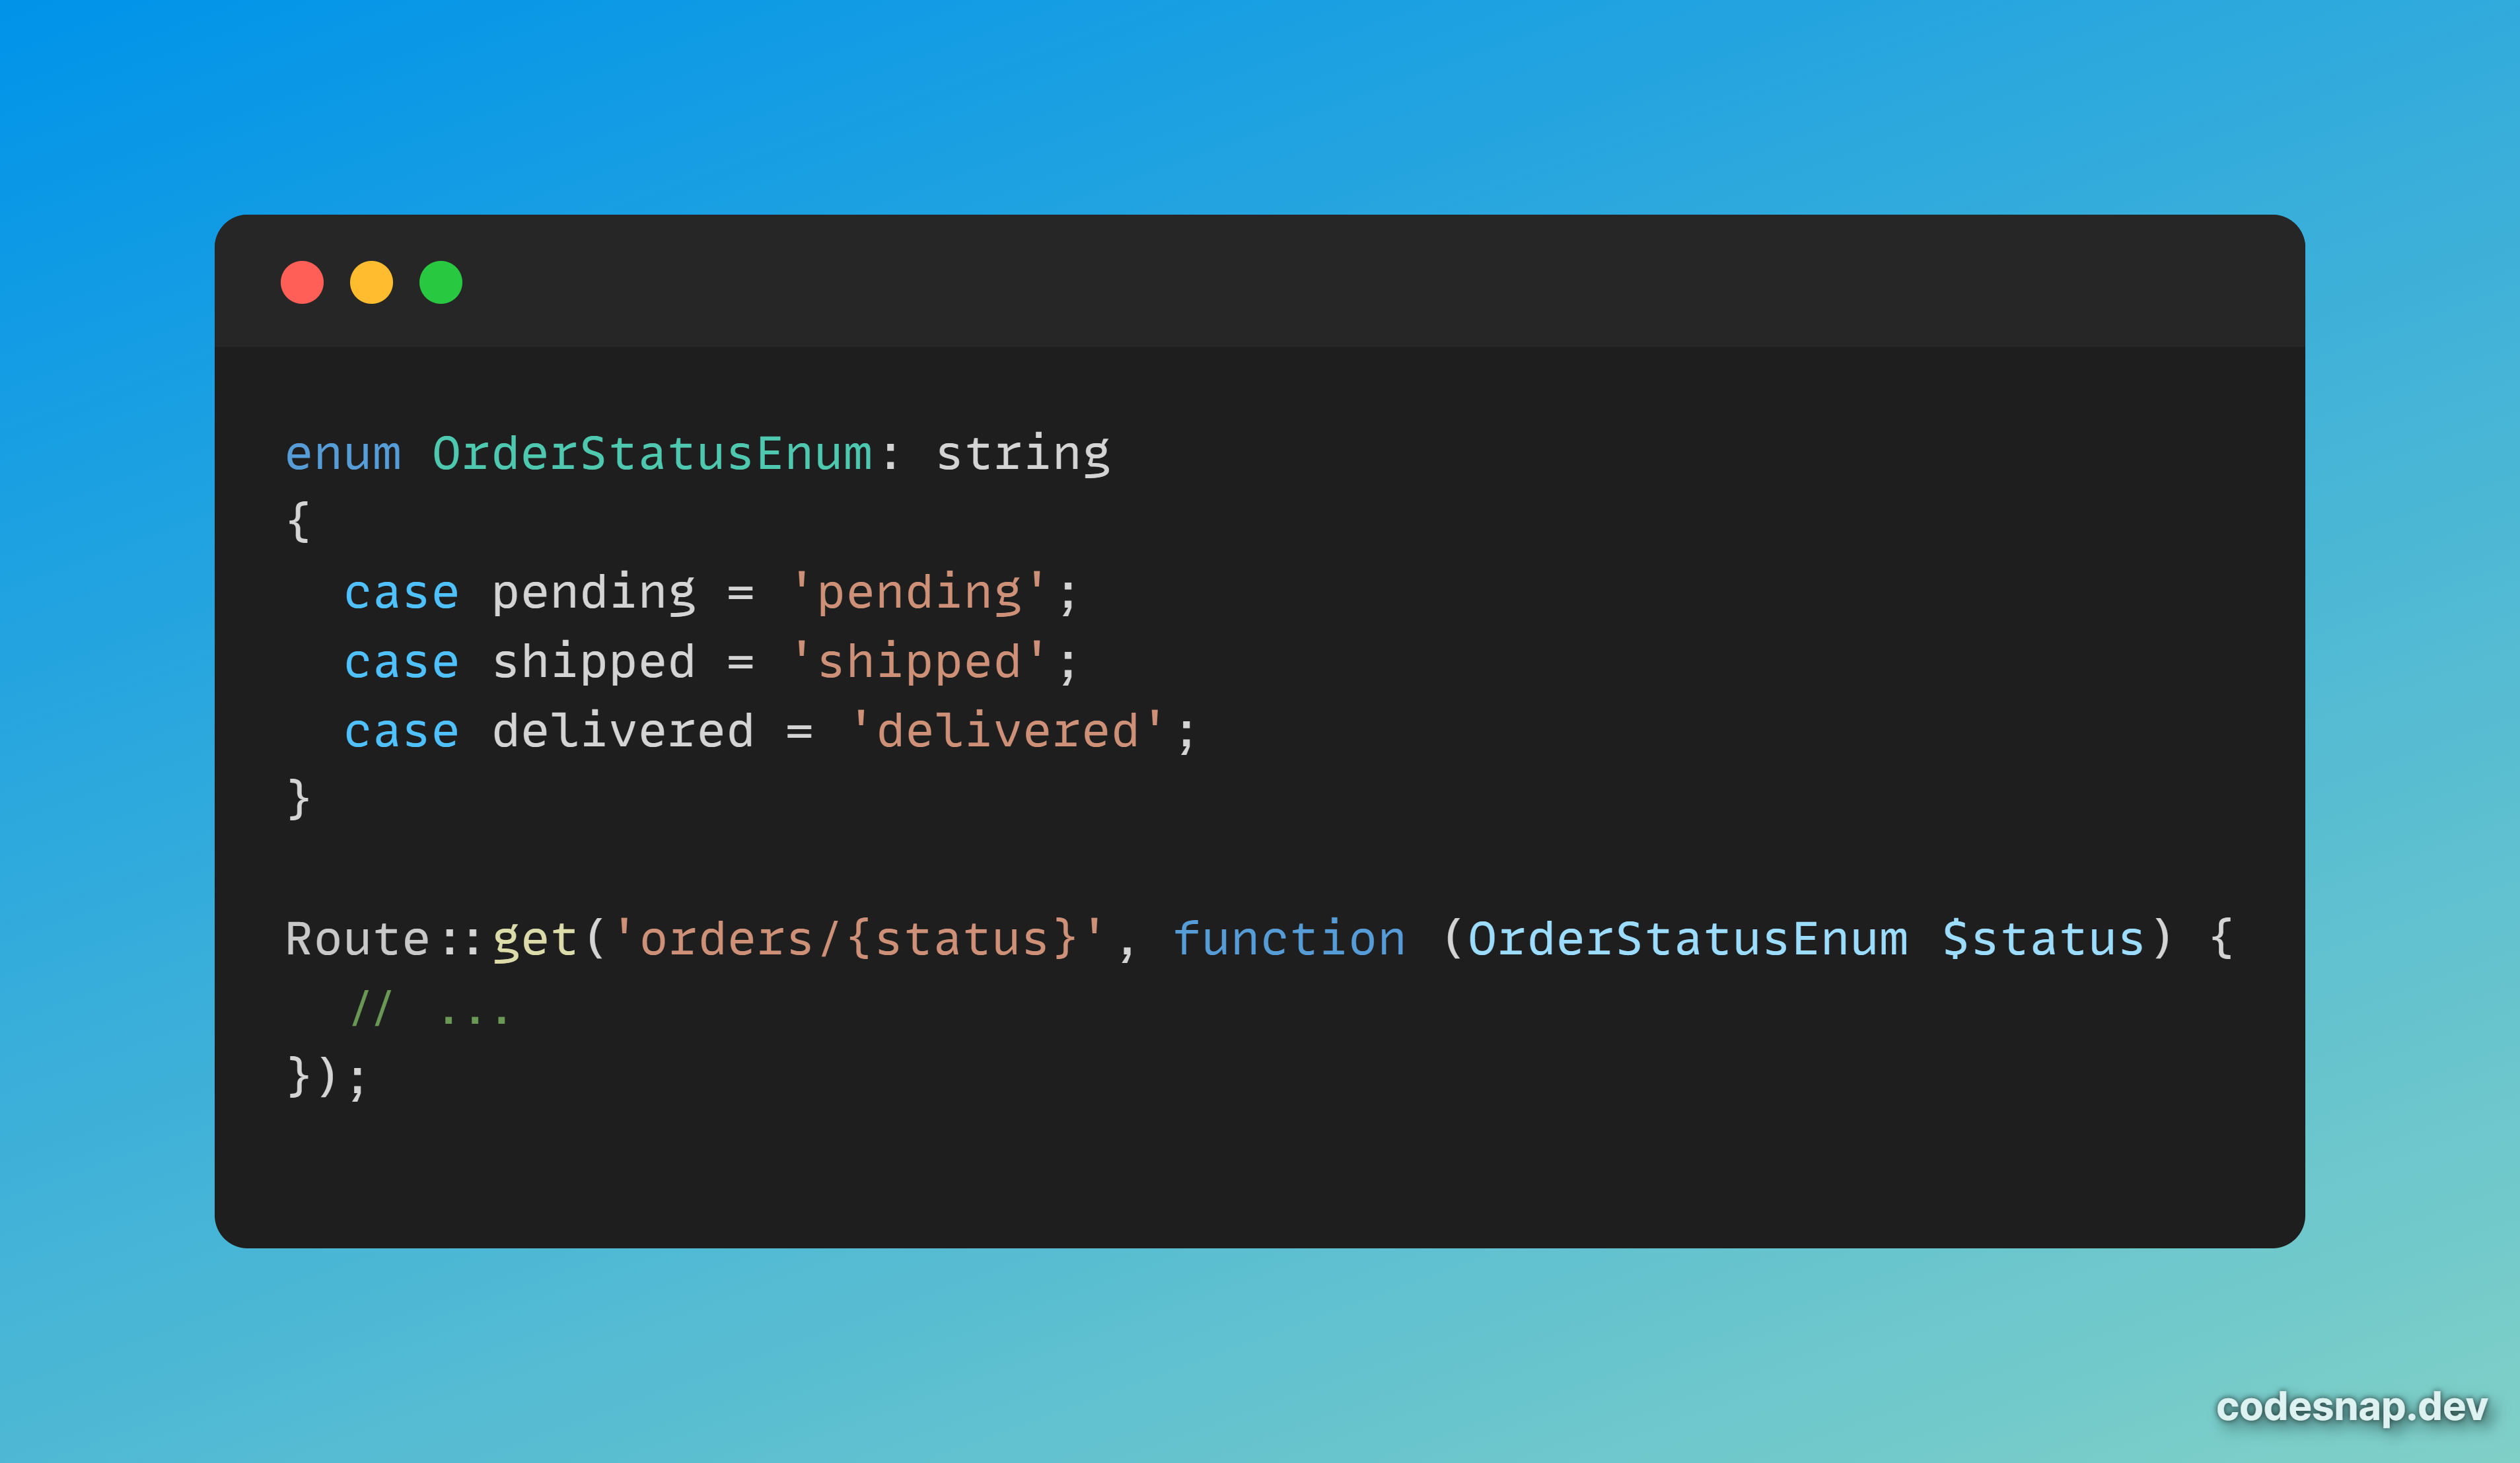 enum OrderStatusEnum: string
{
  case pending = 'pending';
  case shipped = 'shipped';
  case delivered = 'delivered';
}

Route::get('orders/{status}', function (OrderStatusEnum $status) {
  // ...
});
codesnap.dev